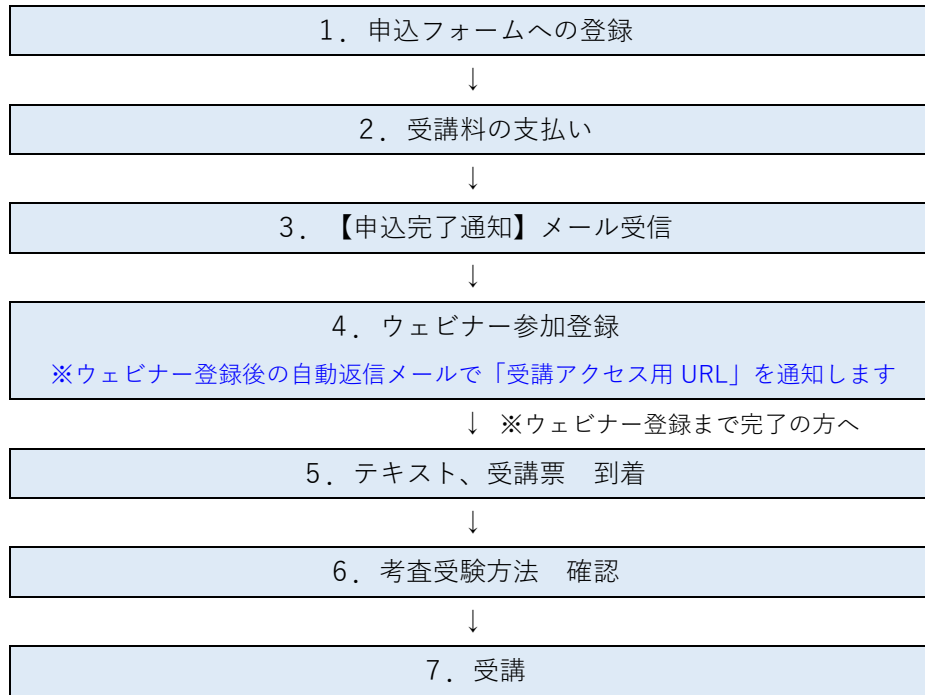 1．申込フォームへの登録
↓
2．受講料の支払い
↓
3．【申込完了通知】メール受信
↓
4．ウェビナー参加登録
※ウェビナー登録後の自動返信メールで「受講アクセス用 URL」を通知します
↓ ※ウェビナー登録まで完了の方へ
5．テキスト、受講票　到着
↓
6．考査受験方法　確認
↓
7．受講